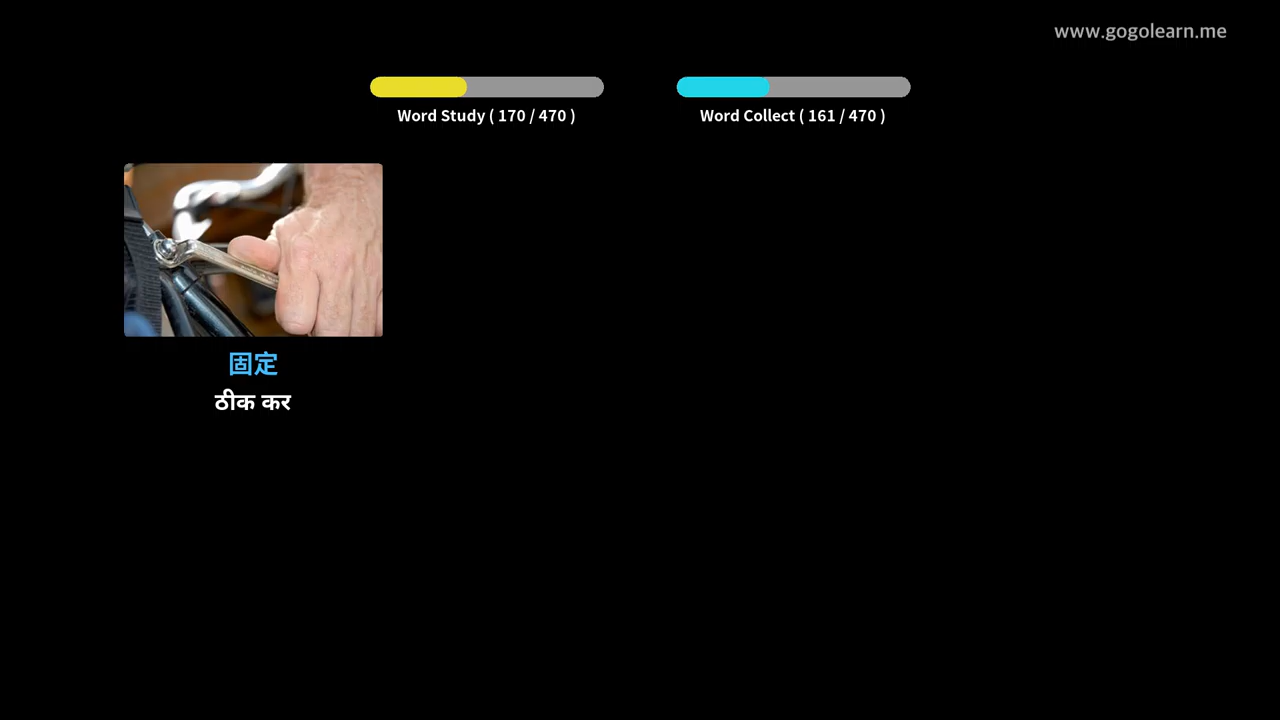 www.gogolearn.me
Word Study ( 170 / 470 )
Word Collect ( 161 / 470 )
固定
ठीक कर